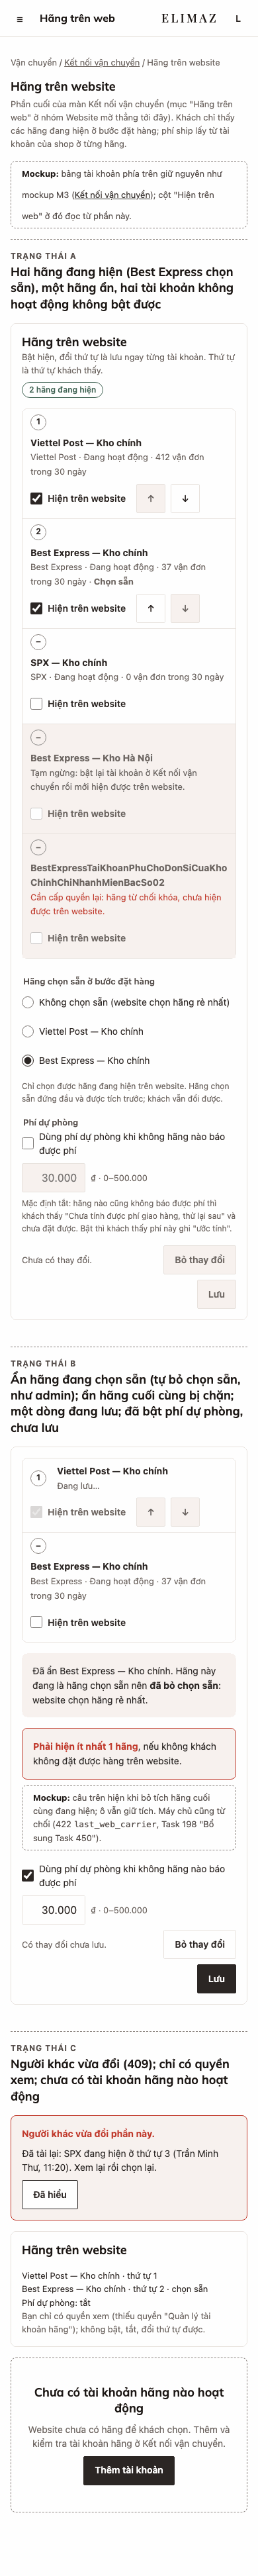 ≡ Hãng trên web ELIMAZ L
Vận chuyển / Kết nối vận chuyển / Hãng trên website
Hãng trên website
Phần cuối của màn Kết nối vận chuyển (mục "Hãng trên
web" ở nhóm Website mở thẳng tới đây). Khách chỉ thấy
các hãng đang hiện ở bước đặt hàng; phí ship lấy từ tài
khoản của shop ở từng hãng.
Mockup: bảng tài khoản phía trên giữ nguyên như
mockup M3 (Kết nối vận chuyển); cột "Hiện trên
web" ở đó đọc từ phần này.
TRẠNG THÁI A
Hai hãng đang hiện (Best Express chọn
sẵn), một hãng ẩn, hai tài khoản không
hoạt động không bật được
Hãng trên website
Bật hiện, đổi thứ tự là lưu ngay từng tài khoản. Thứ tự
là thứ tự khách thấy.
2 hãng đang hiện
1
Viettel Post — Kho chính
Viettel Post · Đang hoạt động · 412 vận đơn
trong 30 ngày
Hiện trên website ↑ ↓
2
Best Express — Kho chính
Best Express · Đang hoạt động · 37 vận đơn
trong 30 ngày · Chọn sẵn
Hiện trên website ↑ ↓
–
SPX — Kho chính
SPX · Đang hoạt động · 0 vận đơn trong 30 ngày
Hiện trên website
–
Best Express — Kho Hà Nội
Tạm ngừng: bật lại tài khoản ở Kết nối vận
chuyển rồi mới hiện được trên website.
Hiện trên website
–
BestExpressTaiKhoanPhuChoDonSiCuaKho
ChinhChiNhanhMienBacSo02
Cần cấp quyền lại: hãng từ chối khóa, chưa hiện
được trên website.
Hiện trên website
Hãng chọn sẵn ở bước đặt hàng
Không chọn sẵn (website chọn hãng rẻ nhất)
Viettel Post — Kho chính
Best Express — Kho chính
Chỉ chọn được hãng đang hiện trên website. Hãng chọn
sẵn đứng đầu và được tích trước; khách vẫn đổi được.
Phí dự phòng
Dùng phí dự phòng khi không hãng nào báo
được phí
30.000 ₫ · 0–500.000
Mặc định tắt: hãng nào cũng không báo được phí thì
khách thấy "Chưa tính được phí giao hàng, thử lại sau" và
chưa đặt được. Bật thì khách thấy phí này ghi "ước tính".
Chưa có thay đổi. Bỏ thay đổi
Lưu
TRẠNG THÁI B
Ẩn hãng đang chọn sẵn (tự bỏ chọn sẵn,
như admin); ẩn hãng cuối cùng bị chặn;
một dòng đang lưu; đã bật phí dự phòng,
chưa lưu
1 Viettel Post — Kho chính
Đang lưu...
Hiện trên website ↑ ↓
–
Best Express — Kho chính
Best Express · Đang hoạt động · 37 vận đơn
trong 30 ngày
Hiện trên website
Đã ẩn Best Express — Kho chính. Hãng này
đang là hãng chọn sẵn nên đã bỏ chọn sẵn:
website chọn hãng rẻ nhất.
Phải hiện ít nhất 1 hãng, nếu không khách
không đặt được hàng trên website.
Mockup: câu trên hiện khi bỏ tích hãng cuối
cùng đang hiện; ô vẫn giữ tích. Máy chủ cũng từ
chối (422 last_web_carrier, Task 198 "Bổ
sung Task 450").
Dùng phí dự phòng khi không hãng nào báo
được phí
30.000 ₫ · 0–500.000
Có thay đổi chưa lưu. Bỏ thay đổi
Lưu
TRẠNG THÁI C
Người khác vừa đổi (409); chỉ có quyền
xem; chưa có tài khoản hãng nào hoạt
động
Người khác vừa đổi phần này.
Đã tải lại: SPX đang hiện ở thứ tự 3 (Trần Minh
Thư, 11:20). Xem lại rồi chọn lại.
Đã hiểu
Hãng trên website
Viettel Post — Kho chính · thứ tự 1
Best Express — Kho chính · thứ tự 2 · chọn sẵn
Phí dự phòng: tắt
Bạn chỉ có quyền xem (thiếu quyền "Quản lý tài
khoản hãng"); không bật, tắt, đổi thứ tự được.
Chưa có tài khoản hãng nào hoạt
động
Website chưa có hãng để khách chọn. Thêm và
kiểm tra tài khoản hãng ở Kết nối vận chuyển.
Thêm tài khoản